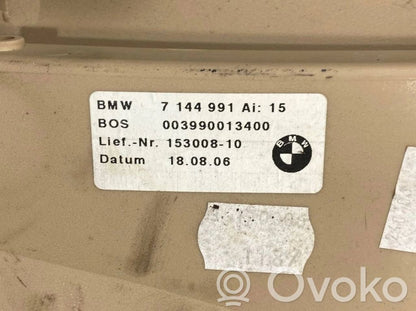 BMW 7 144 991 Ai: 15
BOS 003990013400
Lief.-Nr. 153008-10
Datum 18.08.06
BMW
Ovoko